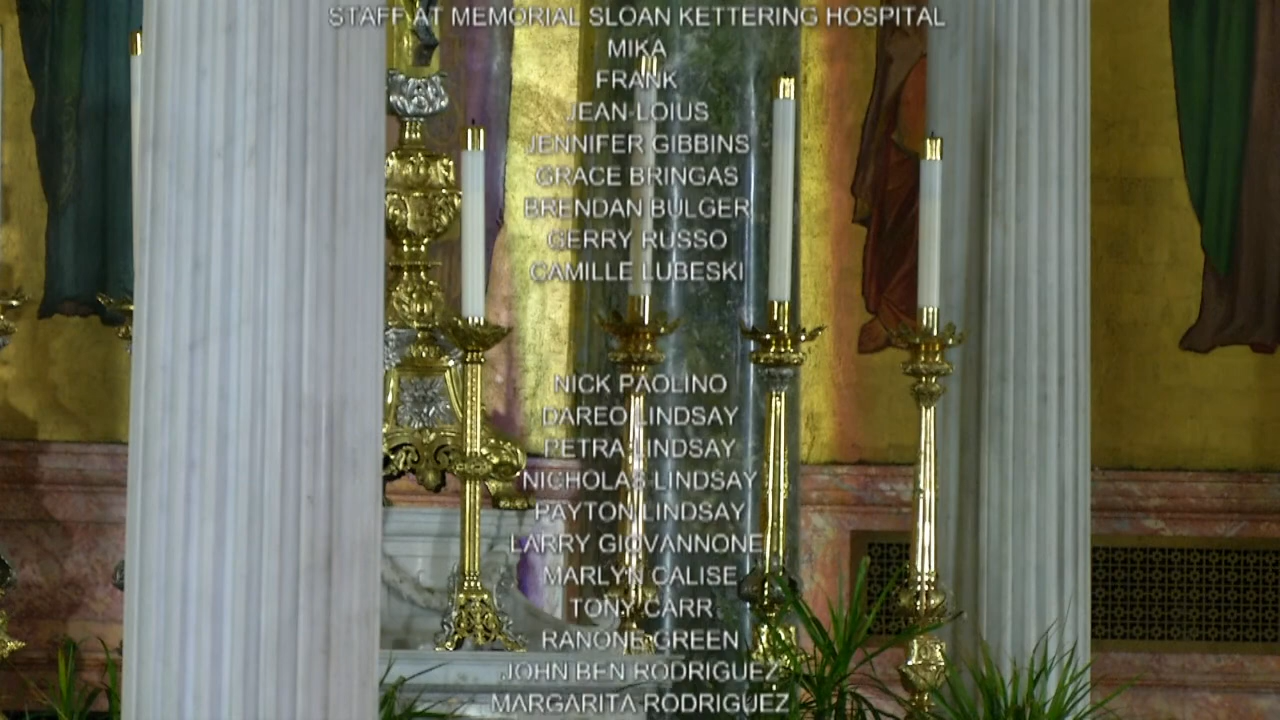 STAFF AT MEMORIAL SLOAN KETTERING HOSPITAL
MIKA
FRANK
JEAN-LOIUS
JENNIFER GIBBINS
GRACE BRINGAS
BRENDAN BULGER
GERRY RUSSO
CAMILLE LUBESKI
NICK PAOLINO
DAREO LINDSAY
PETRA LINDSAY
NICHOLAS LINDSAY
PAYTON LINDSAY
LARRY GIOVANNONE
MARLYN CALISE
TONY CARR
RANONE GREEN
JOHN BEN RODRIGUEZ
MARGARITA RODRIGUEZ